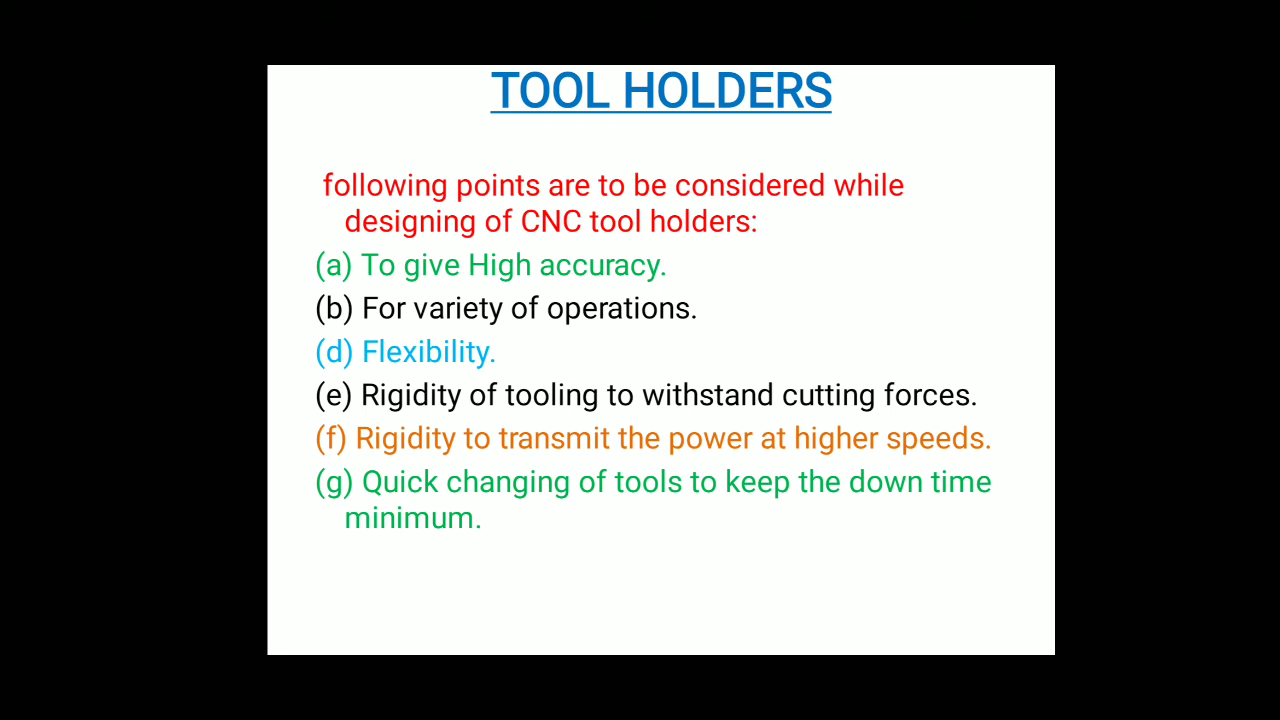 TOOL HOLDERS
following points are to be considered while
designing of CNC tool holders:
(a) To give High accuracy.
(b) For variety of operations.
(d) Flexibility.
(e) Rigidity of tooling to withstand cutting forces.
(f) Rigidity to transmit the power at higher speeds.
(g) Quick changing of tools to keep the down time
minimum.